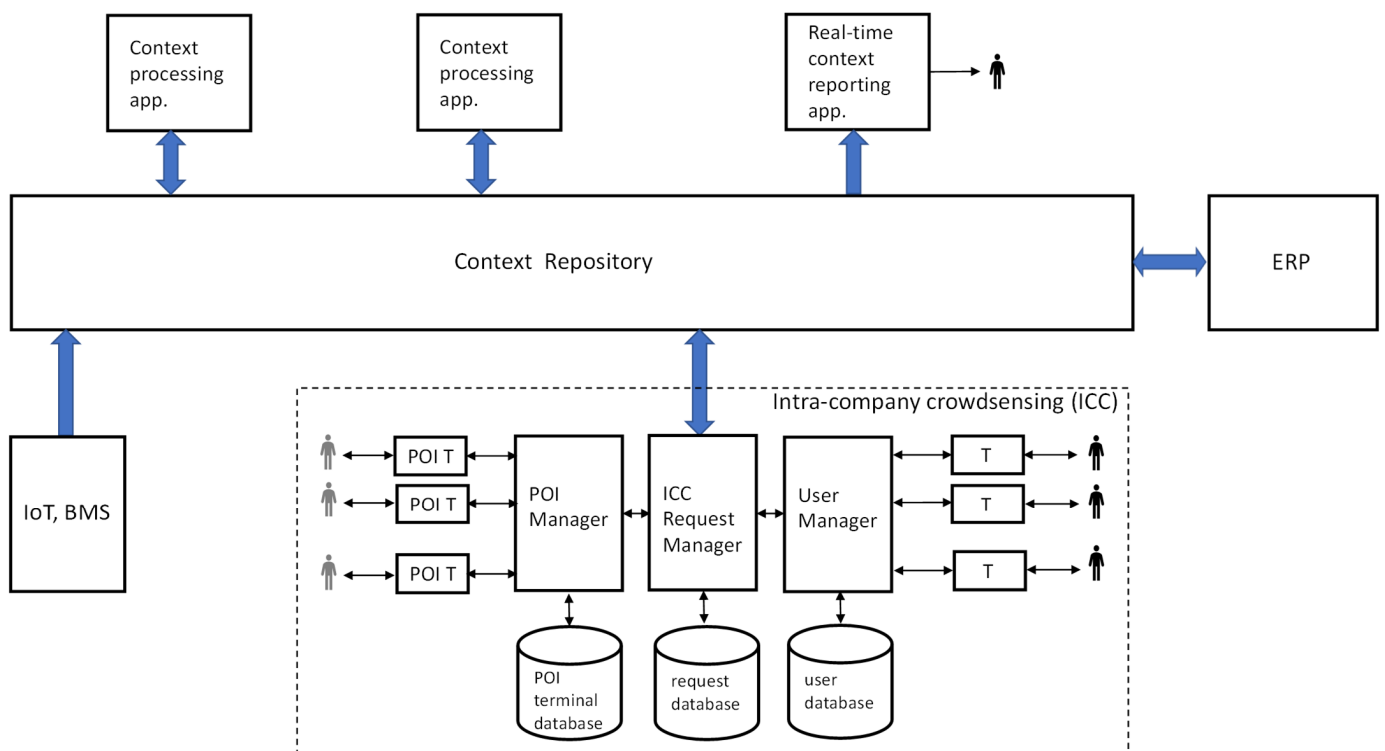 Context
processing
app.
Context
processing
app.
Real-time
context
reporting
app.
Context Repository
ERP
Intra-company crowdsensing (ICC)
IoT, BMS
POI T
POI T
POI T
POI
Manager
ICC
Request
Manager
User
Manager
T
T
T
POI
terminal
database
request
database
user
database